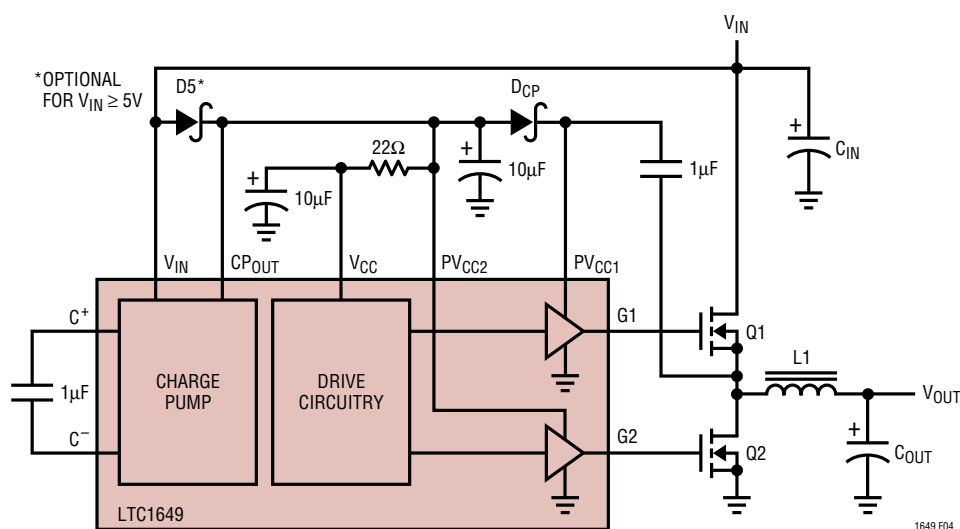 V_IN
*OPTIONAL
FOR V_IN ≥ 5V
D5*
D_CP
+
C_IN
22Ω
+
10µF
+
10µF
1µF
V_IN
CP_OUT
V_CC
PV_CC2
PV_CC1
C⁺
G1
Q1
L1
1µF
CHARGE
PUMP
DRIVE
CIRCUITRY
V_OUT
C⁻
G2
Q2
+
C_OUT
LTC1649
1649 F04